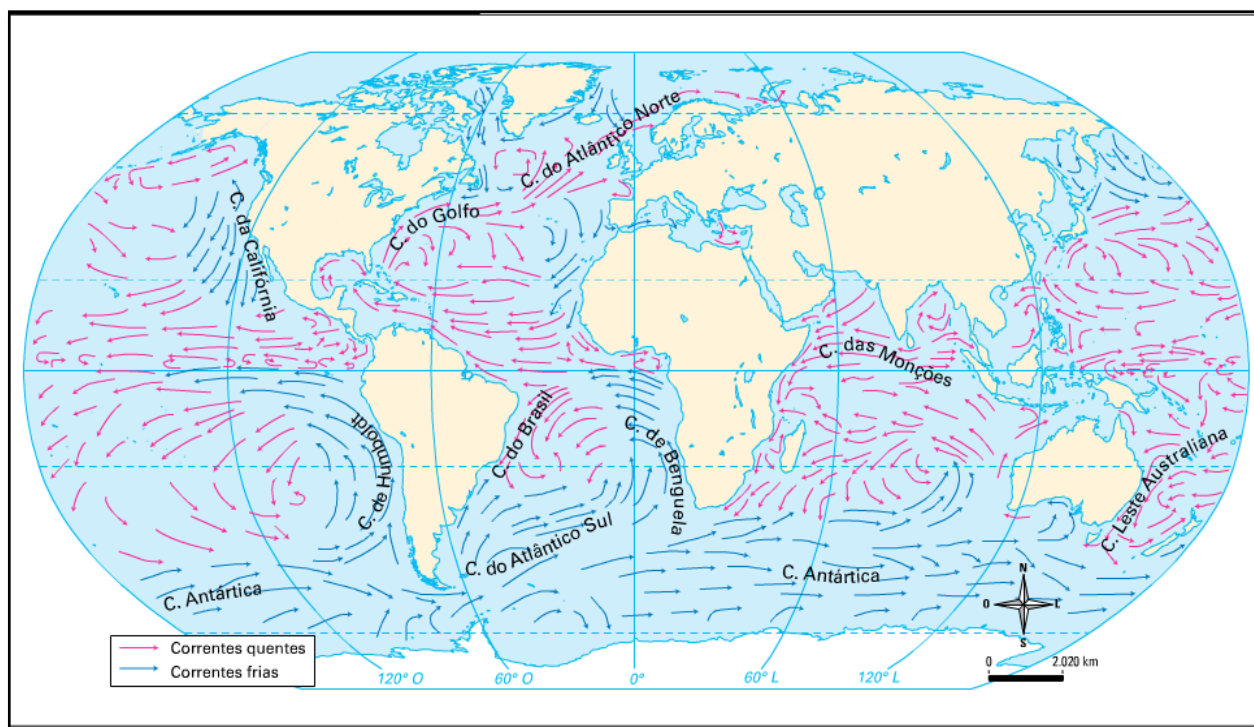 C. do Atlântico Norte
C. da Califórnia
C. do Golfo
C. das Monções
C. de Humboldt
C. do Brasil
C. de Benguela
C. Leste Australiana
C. do Atlântico Sul
C. Antártica
C. Antártica
N
O
L
S
Correntes quentes
Correntes frias
0
2.020 km
120° O
60° O
0°
60° L
120° L